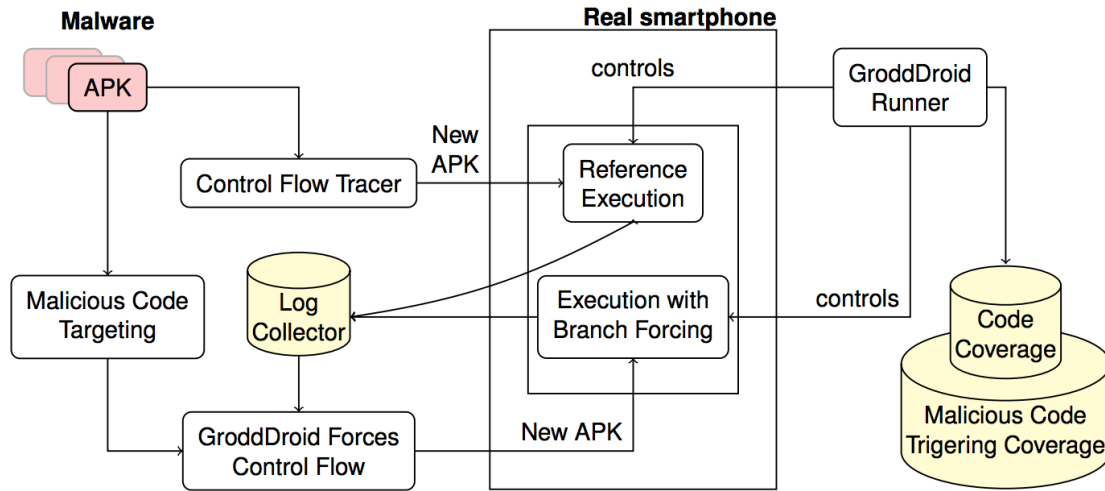 Malware
Real smartphone
APK
controls
GroddDroid
Runner
New
APK
Control Flow Tracer
Reference
Execution
Malicious Code
Targeting
Log
Collector
Execution with
Branch Forcing
controls
Code
Coverage
Malicious Code
Trigering Coverage
GroddDroid Forces
Control Flow
New APK